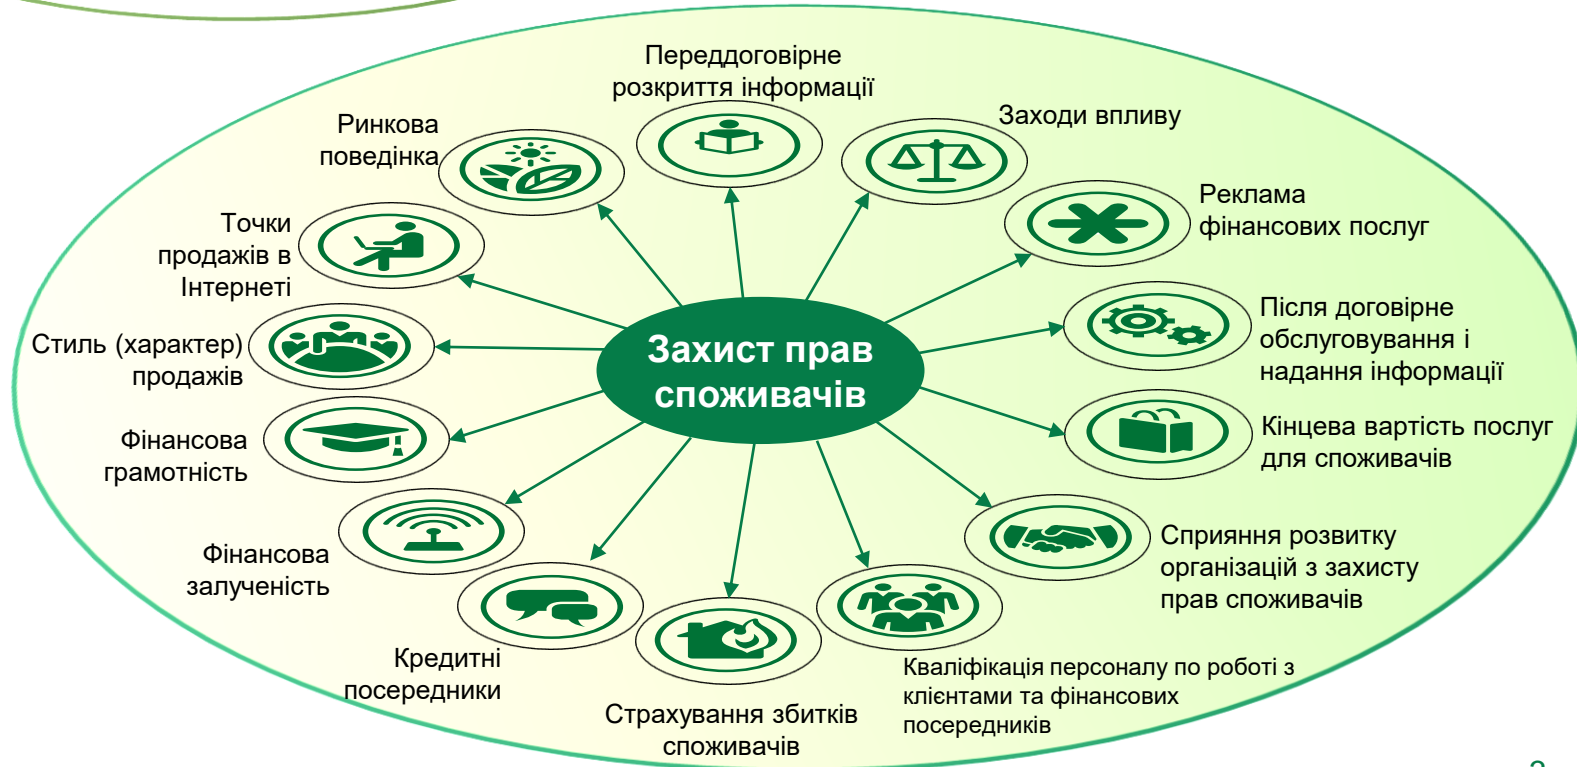 Переддоговірне
розкриття інформації
Заходи впливу
Реклама
фінансових послуг
Після договірне
обслуговування і
надання інформації
Кінцева вартість послуг
для споживачів
Сприяння розвитку
організацій з захисту
прав споживачів
Кваліфікація персоналу по роботі з
клієнтами та фінансових
посередників
Страхування збитків
споживачів
Кредитні
посередники
Фінансова
залученість
Фінансова
грамотність
Стиль (характер)
продажів
Точки
продажів в
Інтернеті
Ринкова
поведінка
Захист прав
споживачів